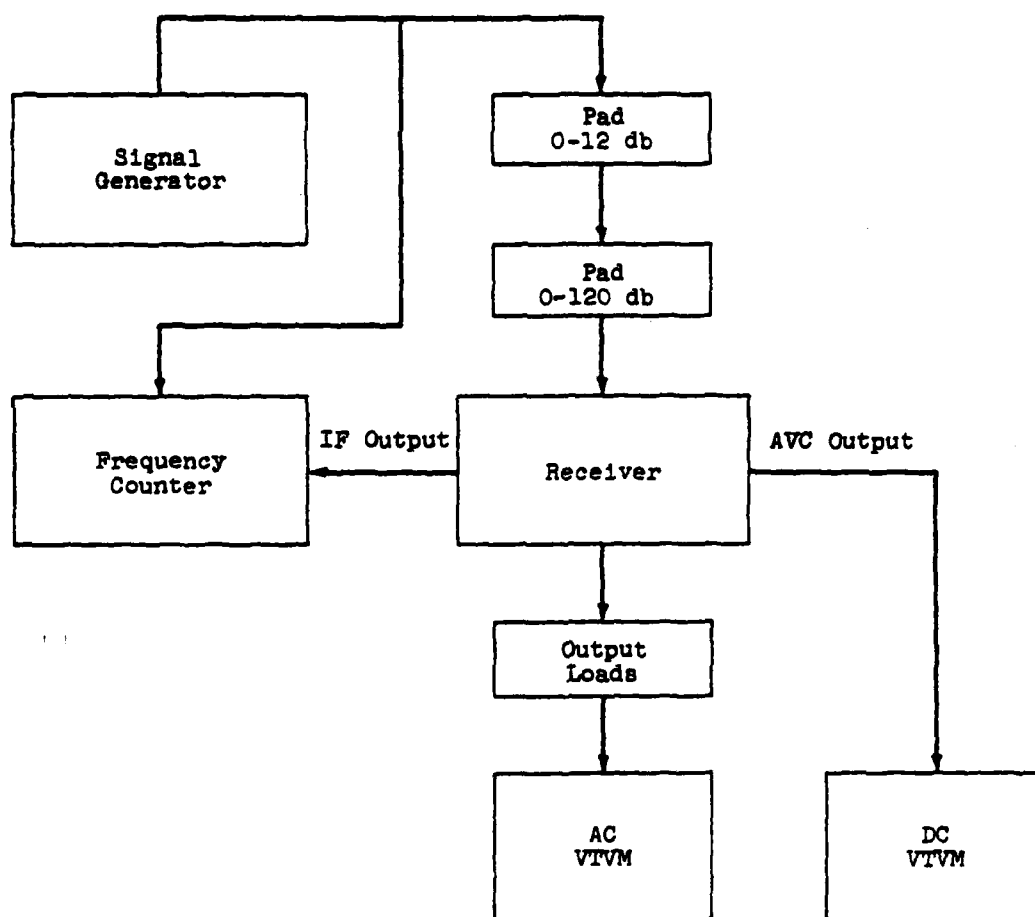 Pad
0-12 db
Signal
Generator
Pad
0-120 db
IF Output
AVC Output
Frequency
Counter
Receiver
Output
Loads
AC
VTVM
DC
VTVM